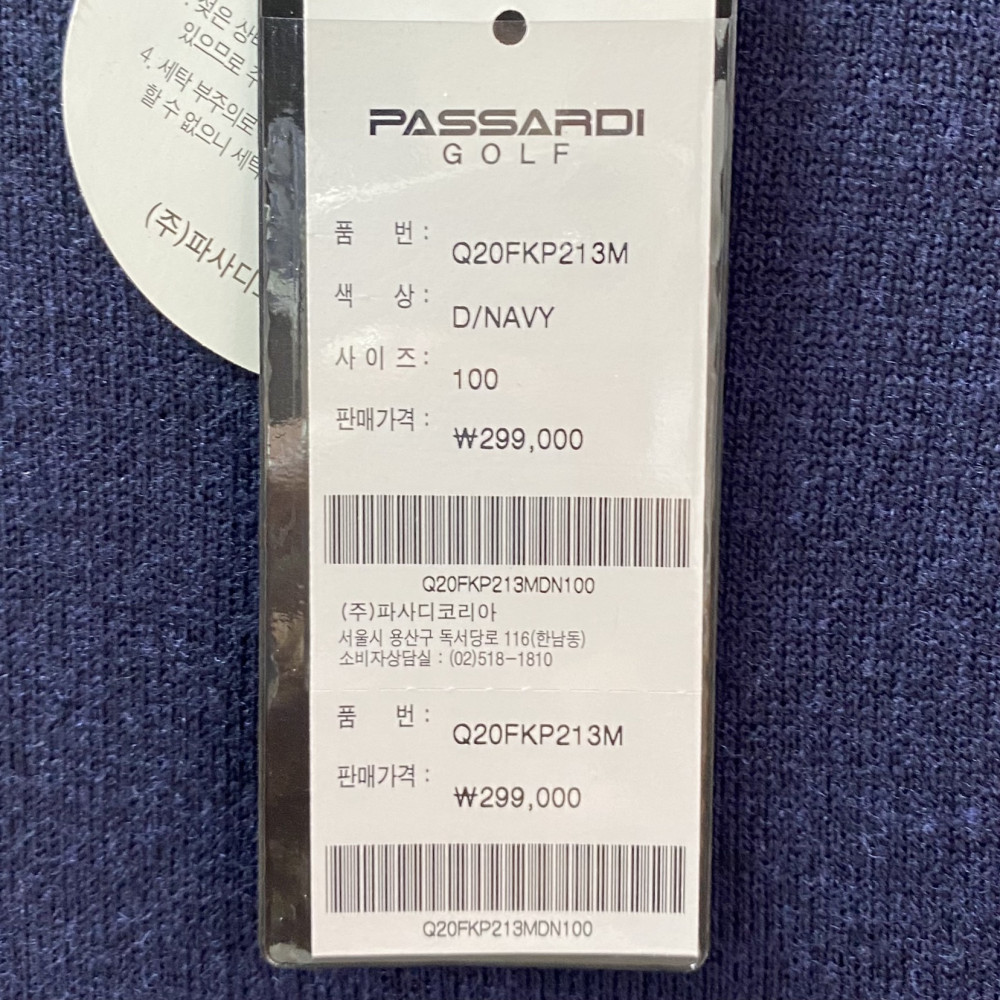 젖은 상
있으므로 주
4. 세탁 부주의로
할 수 없으니 세탁
(주)파사디
PASSARDI
GOLF
품 번 : Q20FKP213M
색 상 : D/NAVY
사 이 즈 : 100
판매가격 : ₩299,000
Q20FKP213MDN100
(주)파사디코리아
서울시 용산구 독서당로 116(한남동)
소비자상담실 : (02)518-1810
품 번 : Q20FKP213M
판매가격 : ₩299,000
Q20FKP213MDN100